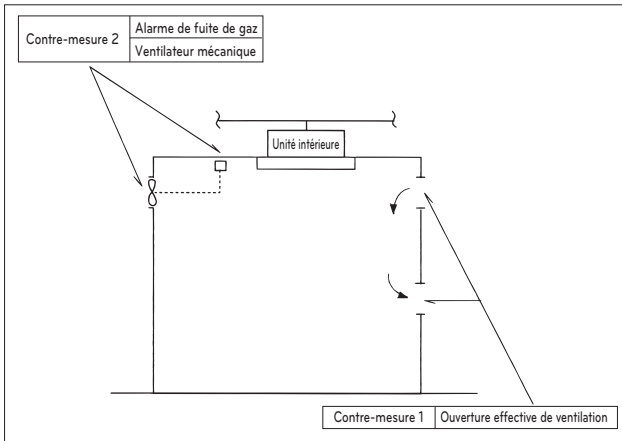 Contre-mesure 2
Alarme de fuite de gaz
Ventilateur mécanique
Unité intérieure
Contre-mesure 1
Ouverture effective de ventilation